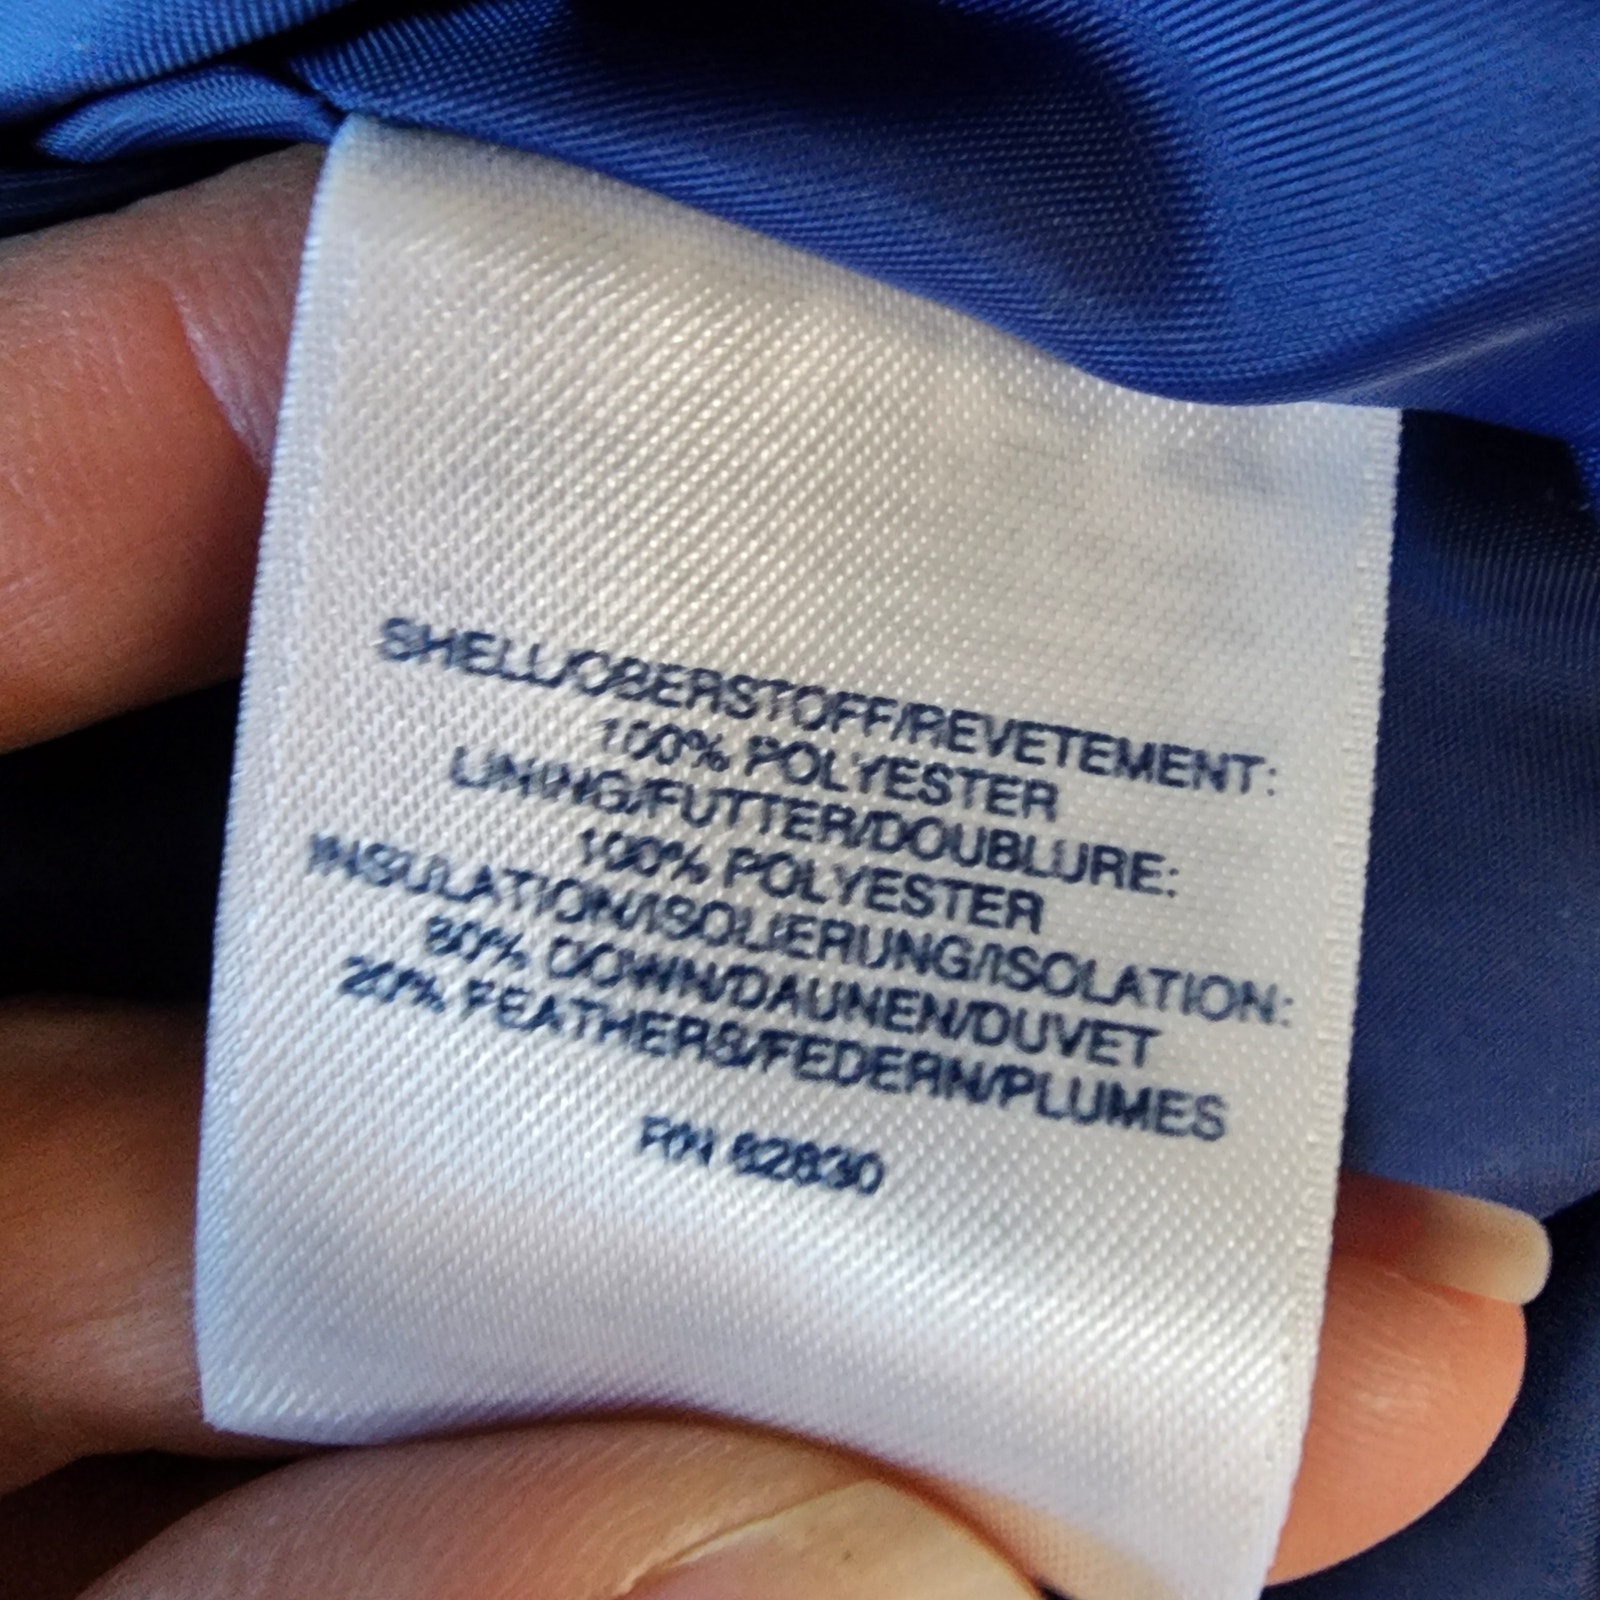 SHELL/OBERSTOFF/REVETEMENT:
100% POLYESTER
LINING/FUTTER/DOUBLURE:
100% POLYESTER
INSULATION/ISOLIERUNG/ISOLATION:
80% DOWN/DAUNEN/DUVET
20% FEATHERS/FEDERN/PLUMES
RN 62830